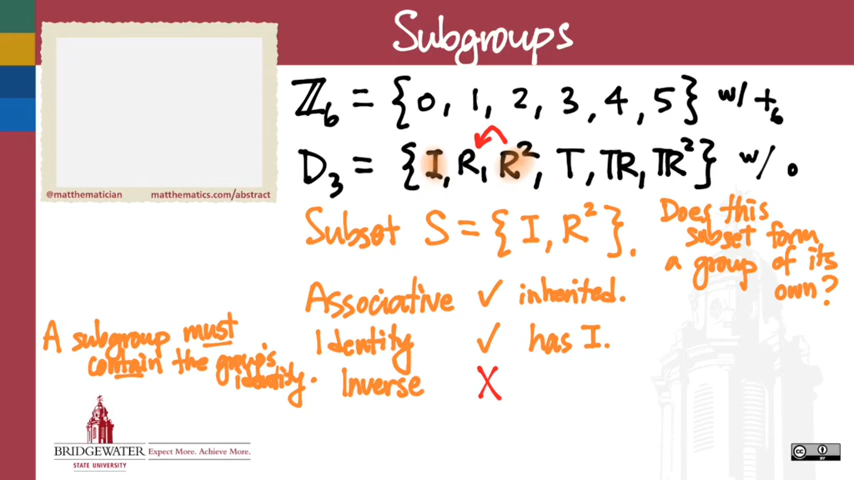 Subgroups
ℤ₆ = {0, 1, 2, 3, 4, 5} w/ +₆
D₃ = {I, R, R², T, TR, TR²} w/ ∘
@matthematician matthematics.com/abstract
Subset S = {I, R²}.
Does this
subset form
a group of its
own?
Associative ✓ inherited.
Identity ✓ has I.
Inverse X
A subgroup must
contain the group's
identity.
BRIDGEWATER
STATE UNIVERSITY
Expect More. Achieve More.
cc
BY